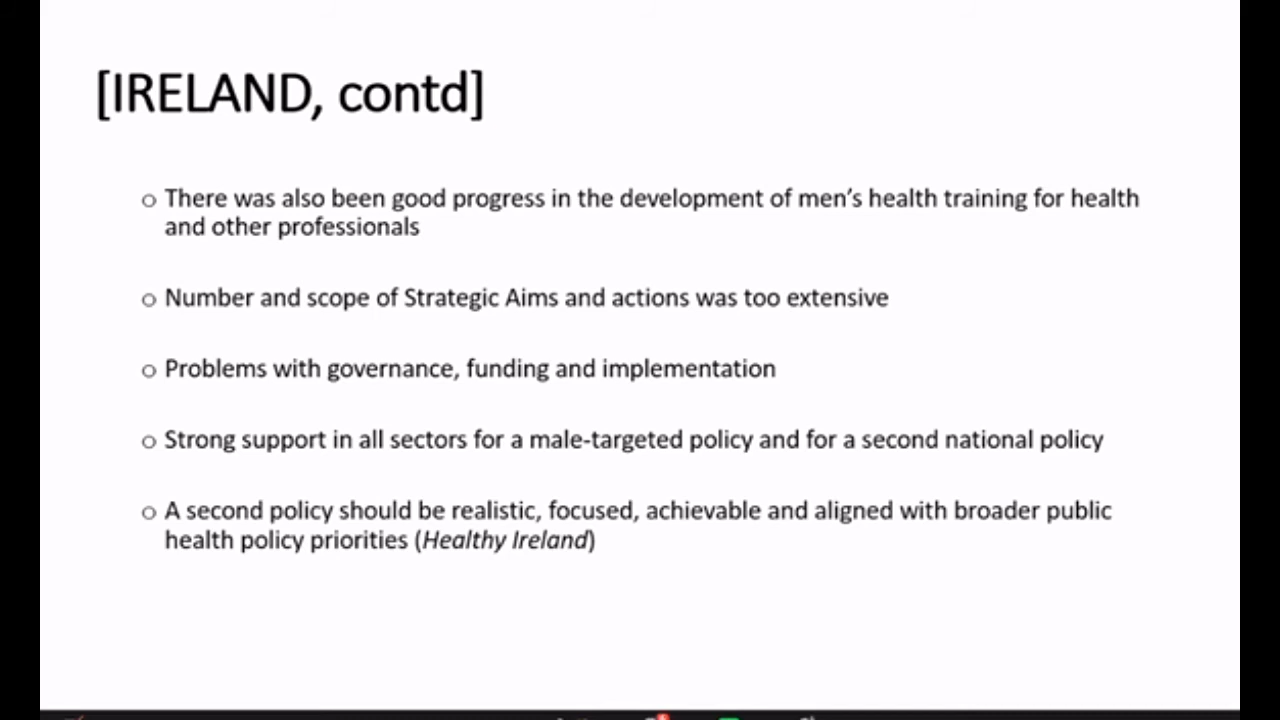 [IRELAND, contd]
o There was also been good progress in the development of men's health training for health
and other professionals
o Number and scope of Strategic Aims and actions was too extensive
o Problems with governance, funding and implementation
o Strong support in all sectors for a male-targeted policy and for a second national policy
o A second policy should be realistic, focused, achievable and aligned with broader public
health policy priorities (Healthy Ireland)